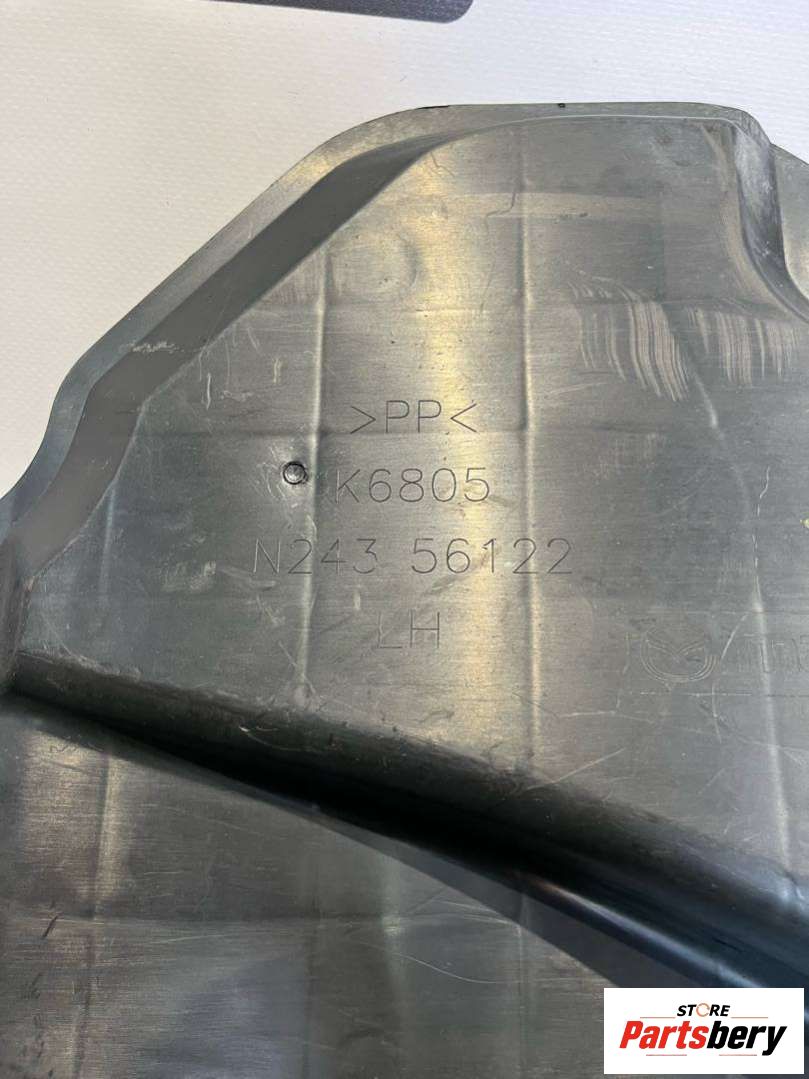 >PP<
K6805
N243 56122
LH
STORE
Partsbery